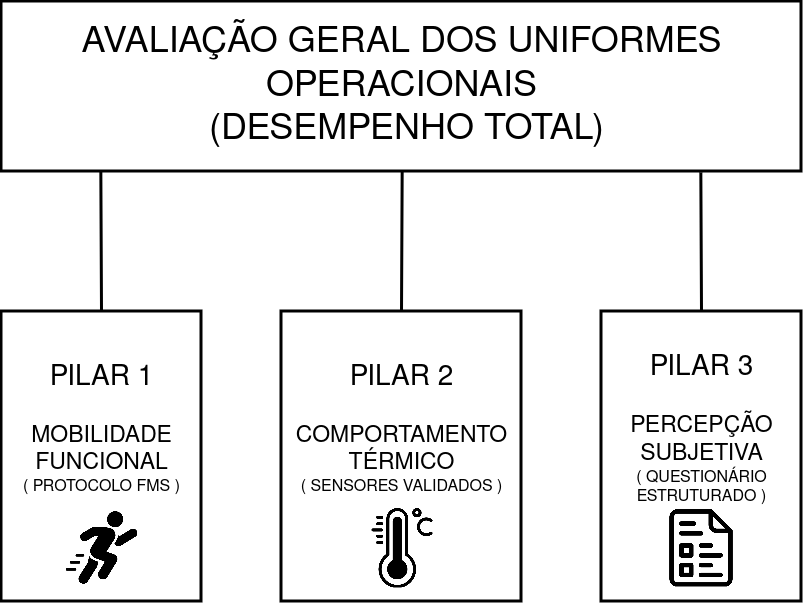 AVALIAÇÃO GERAL DOS UNIFORMES
OPERACIONAIS
(DESEMPENHO TOTAL)
PILAR 1
MOBILIDADE
FUNCIONAL
( PROTOCOLO FMS )
PILAR 2
COMPORTAMENTO
TÉRMICO
( SENSORES VALIDADOS )
°C
PILAR 3
PERCEPÇÃO
SUBJETIVA
( QUESTIONÁRIO
ESTRUTURADO )